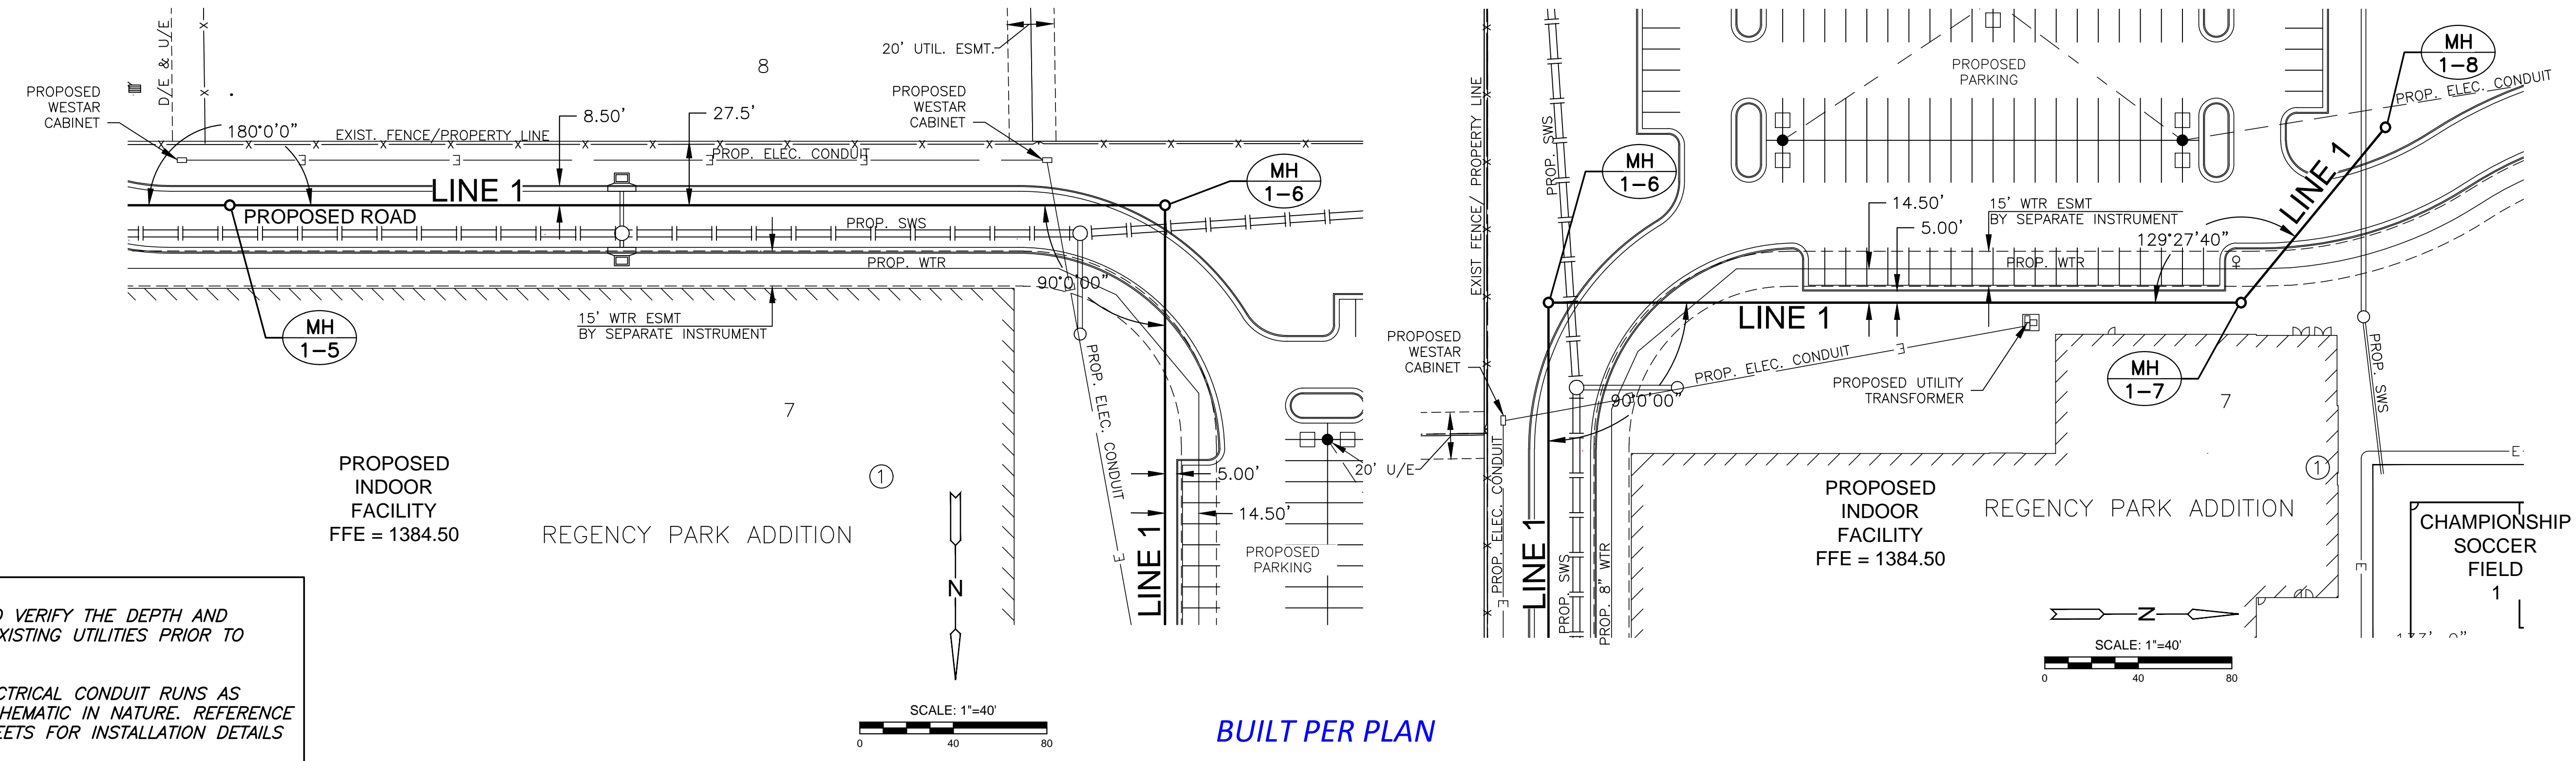 D/E & U/E
PROPOSED
WESTAR
CABINET
180°0'0"
EXIST. FENCE/PROPERTY LINE
8
20' UTIL. ESMT.
8.50'
27.5'
PROPOSED
WESTAR
CABINET
PROP. ELEC. CONDUIT
E
E
E
E
LINE 1
PROPOSED ROAD
PROP. SWS
PROP. WTR
MH
1-6
MH
1-5
15' WTR ESMT
BY SEPARATE INSTRUMENT
90°0'00"
PROP. ELEC. CONDUIT
E
7
PROPOSED
INDOOR
FACILITY
FFE = 1384.50
1
REGENCY PARK ADDITION
5.00'
14.50'
LINE 1
PROPOSED
PARKING
N
SCALE: 1"=40'
0 40 80
VERIFY THE DEPTH AND
EXISTING UTILITIES PRIOR TO
CTRICAL CONDUIT RUNS AS
HEMATIC IN NATURE. REFERENCE
EETS FOR INSTALLATION DETAILS
BUILT PER PLAN
EXIST FENCE/ PROPERTY LINE
PROP. SWS
MH
1-6
PROPOSED
PARKING
MH
1-8
PROP. ELEC. CONDUIT
LINE 1
14.50'
5.00'
15' WTR ESMT
BY SEPARATE INSTRUMENT
129°27'40"
PROP. WTR
LINE 1
PROPOSED
WESTAR
CABINET
PROP. ELEC. CONDUIT
E
PROPOSED UTILITY
TRANSFORMER
MH
1-7
90°0'00"
20' U/E
PROP. ELEC. CONDUIT
E
LINE 1
PROP. SWS
PROP. 8" WTR
PROP. SWS
7
1
PROPOSED
INDOOR
FACILITY
FFE = 1384.50
REGENCY PARK ADDITION
E
E
CHAMPIONSHIP
SOCCER
FIELD
1
N
SCALE: 1"=40'
0 40 80